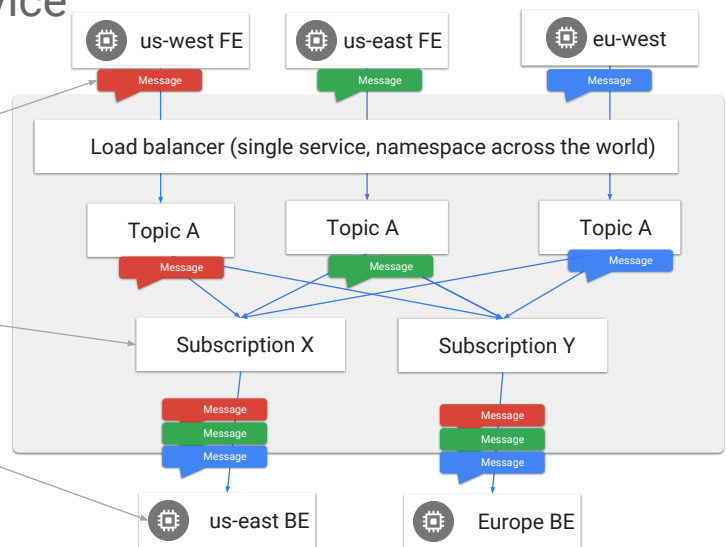 us-west FE
us-east FE
eu-west
Message
Message
Message
Load balancer (single service, namespace across the world)
Topic A
Topic A
Topic A
Message
Message
Message
Subscription X
Subscription Y
Message
Message
Message
Message
Message
Message
us-east BE
Europe BE